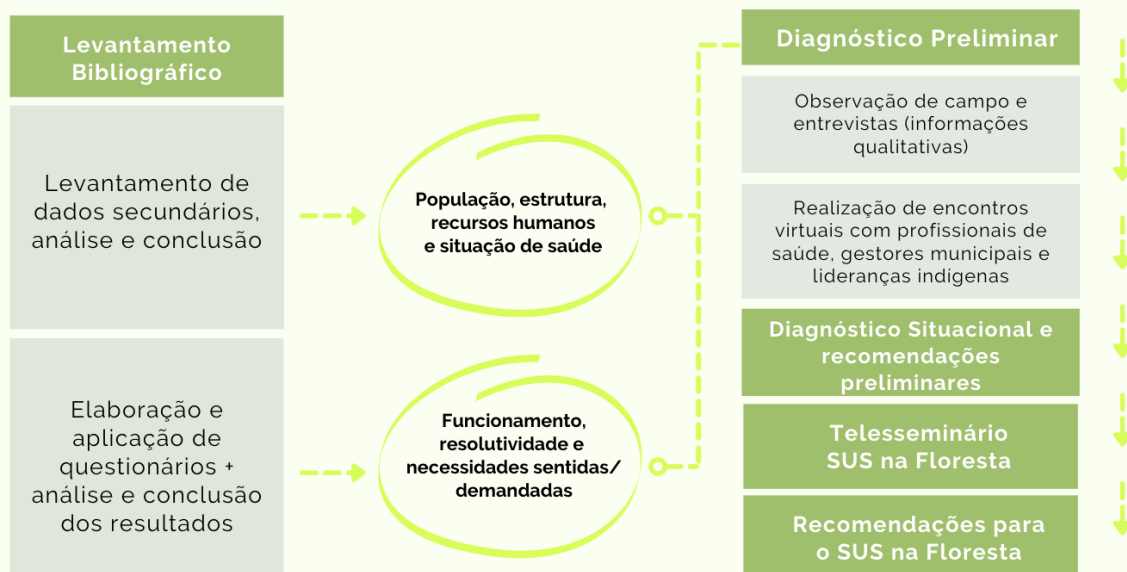 Levantamento
Bibliográfico
Levantamento de
dados secundários,
análise e conclusão
Elaboração e
aplicação de
questionários +
análise e conclusão
dos resultados
População, estrutura,
recursos humanos
e situação de saúde
Funcionamento,
resolutividade e
necessidades sentidas/
demandadas
Diagnóstico Preliminar
Observação de campo e
entrevistas (informações
qualitativas)
Realização de encontros
virtuais com profissionais de
saúde, gestores municipais e
lideranças indígenas
Diagnóstico Situacional e
recomendações
preliminares
Telesseminário
SUS na Floresta
Recomendações para
o SUS na Floresta